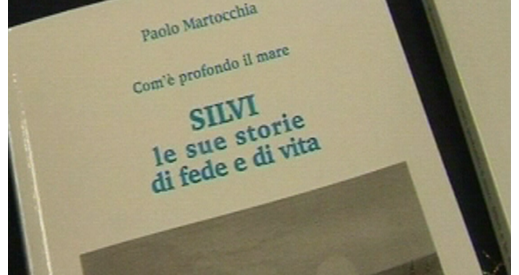 Paolo Martocchia
Com'è profondo il mare
SILVI
le sue storie
di fede e di vita